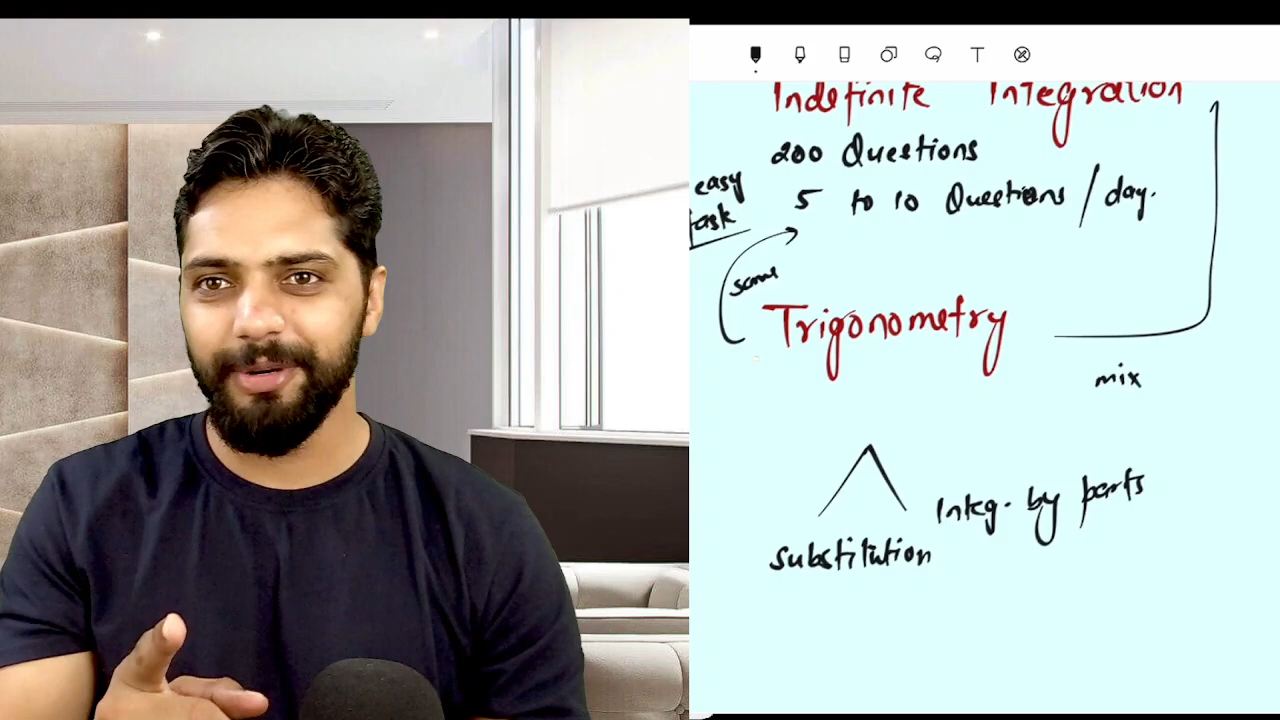 Indefinite Integration
200 Questions
easy task
5 to 10 Questions / day.
same
Trigonometry
mix
Integ. by parts
substitution
T